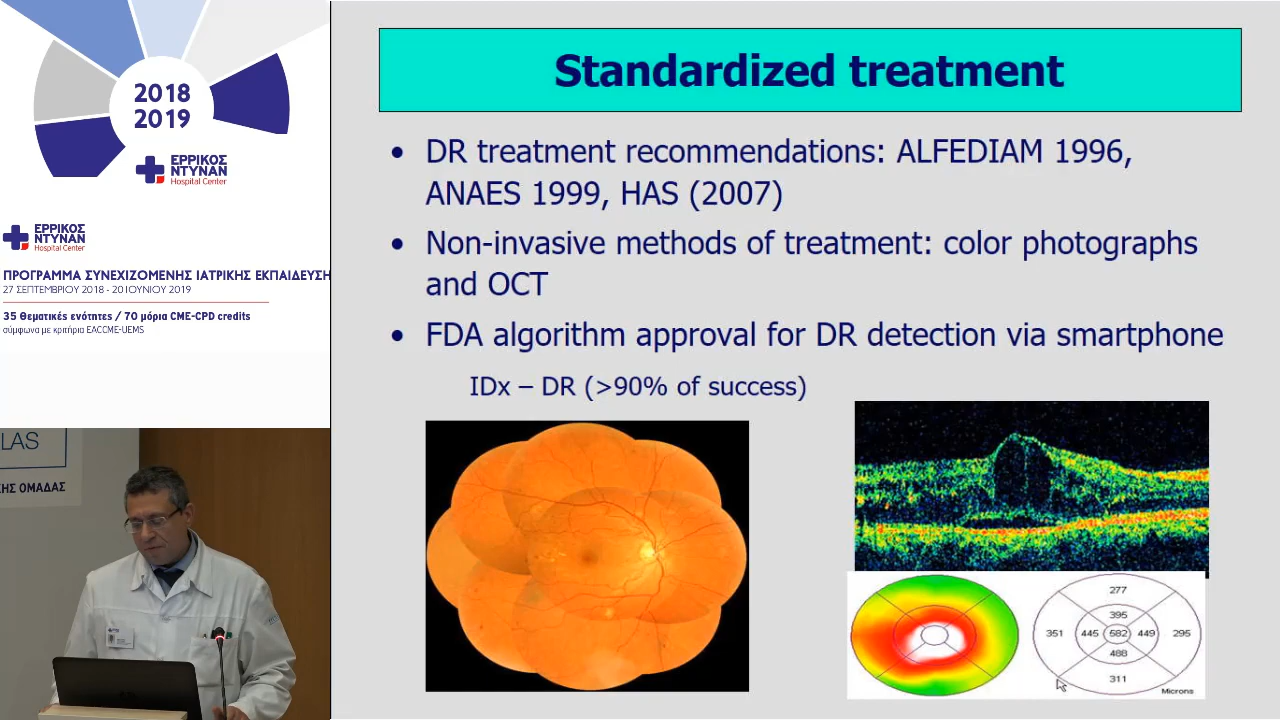 2018
2019
ΕΡΡΙΚΟΣ
ΝΤΥΝΑΝ
Hospital Center
ΕΡΡΙΚΟΣ
ΝΤΥΝΑΝ
Hospital Center
ΠΡΟΓΡΑΜΜΑ ΣΥΝΕΧΙΖΟΜΕΝΗΣ ΙΑΤΡΙΚΗΣ ΕΚΠΑΙΔΕΥΣΗ
27 ΣΕΠΤΕΜΒΡΙΟΥ 2018 - 20 ΙΟΥΝΙΟΥ 2019
35 Θεματικές ενότητες / 70 μόρια CME-CPD credits
σύμφωνα με κριτήρια EACCME-UEMS
LAS
ΚΗΣ ΟΜΑΔΑΣ
Standardized treatment
• DR treatment recommendations: ALFEDIAM 1996,
ANAES 1999, HAS (2007)
• Non-invasive methods of treatment: color photographs
and OCT
• FDA algorithm approval for DR detection via smartphone
IDx – DR (>90% of success)
277
395
351 445 582 449 295
488
311
Microns